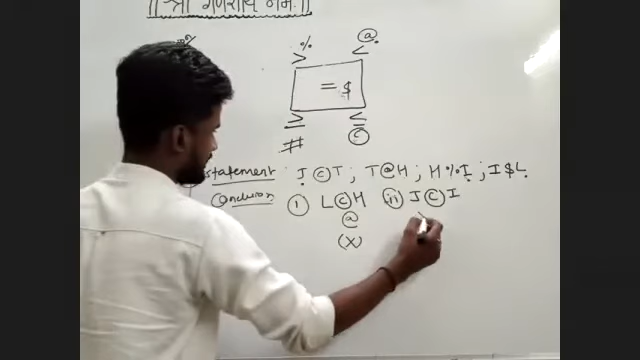 || श्री गणेशाय नमः ||
% @.
> <
= $
≥ ≤
# ©
statement: I © T ; T @ H ; H % I ; I $ L
Conclusion: (i) L © H (ii) J © I
@
(X)